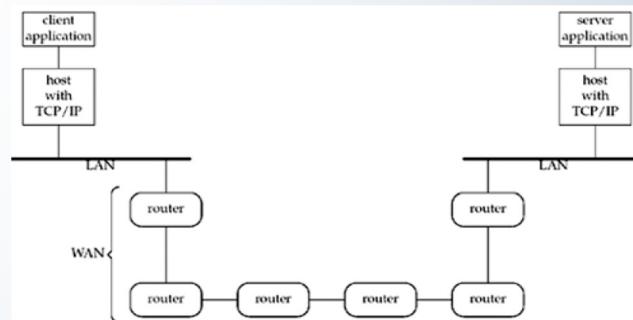 client
application
server
application
host
with
TCP/IP
host
with
TCP/IP
LAN
LAN
router
router
WAN
router
router
router
router